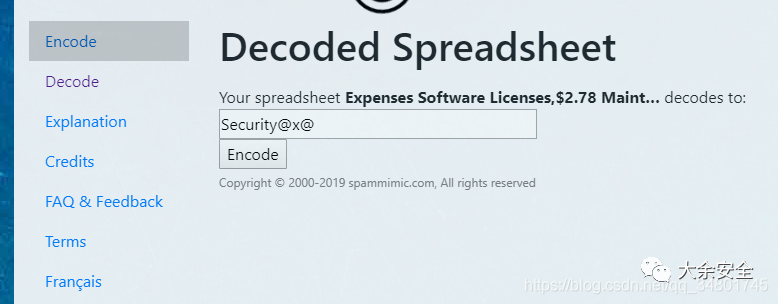 Encode
Decode
Explanation
Credits
FAQ & Feedback
Terms
Français
Decoded Spreadsheet
Your spreadsheet Expenses Software Licenses,$2.78 Maint... decodes to:
Security@x@
Encode
Copyright © 2000-2019 spammimic.com, All rights reserved
大余安全
https://blog.csdn.net/qq_34801745